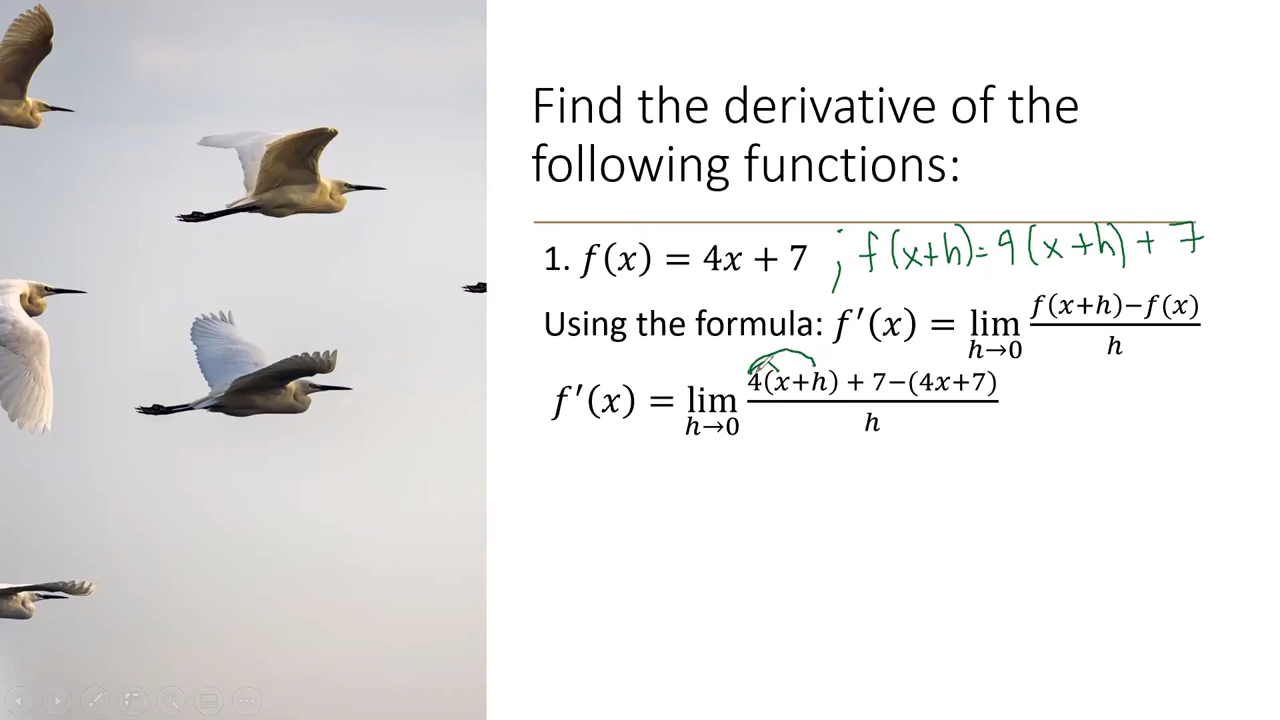 Find the derivative of the
following functions:
1. f(x) = 4x + 7 ; f(x+h)= 9(x+h) + 7
Using the formula: f′(x) = lim h→0 f(x+h)−f(x) / h
f′(x) = lim h→0 4(x+h) + 7−(4x+7) / h